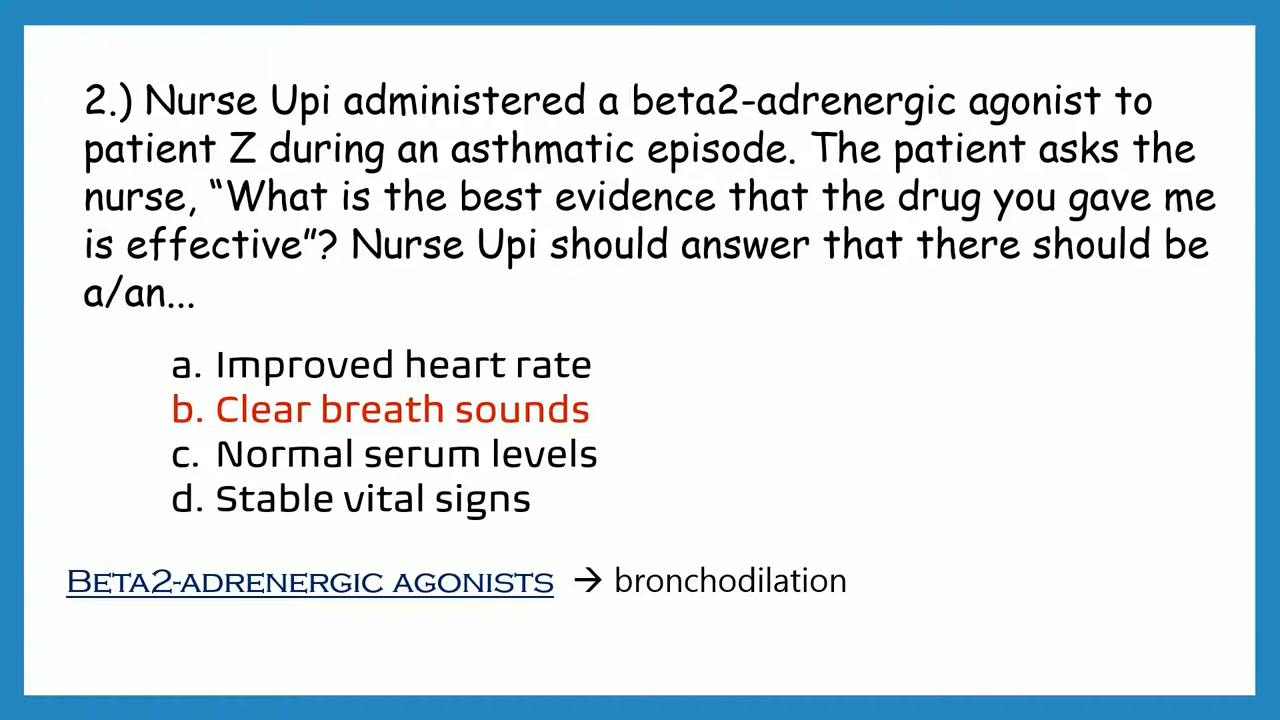 2.) Nurse Upi administered a beta2-adrenergic agonist to
patient Z during an asthmatic episode. The patient asks the
nurse, “What is the best evidence that the drug you gave me
is effective”? Nurse Upi should answer that there should be
a/an...
a. Improved heart rate
b. Clear breath sounds
c. Normal serum levels
d. Stable vital signs
BETA2-ADRENERGIC AGONISTS → bronchodilation